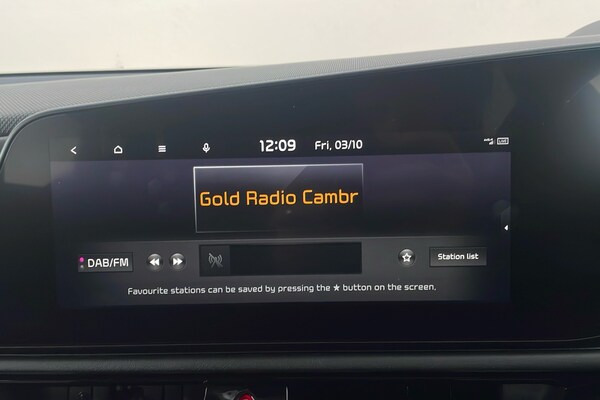 12:09 Fri, 03/10
Gold Radio Cambr
DAB/FM
Station list
Favourite stations can be saved by pressing the ★ button on the screen.